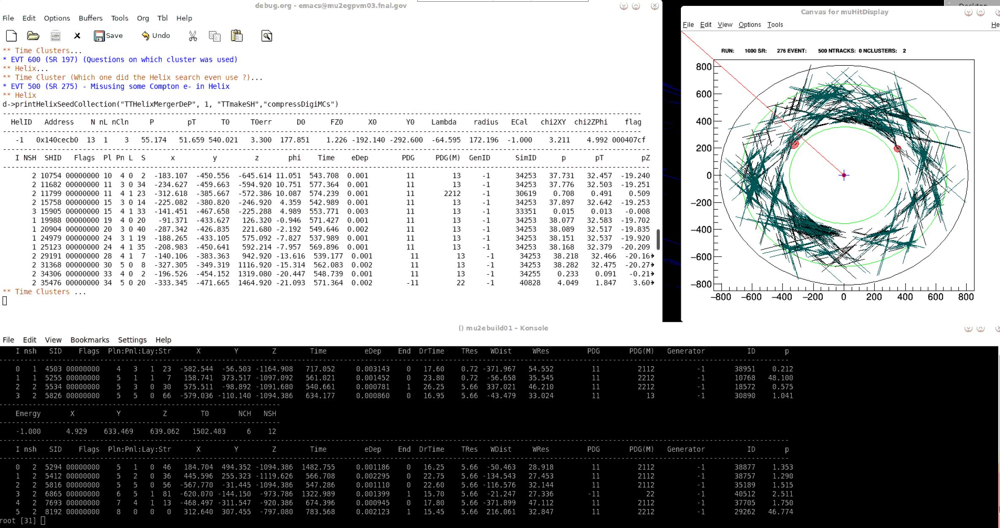 debug.org - emacs@mu2egpvm03.fnal.gov
File Edit Options Buffers Tools Org Tbl Help
Save Undo
** Time Clusters...
* EVT 600 (SR 197) (Questions on which cluster was used)
** Helix...
** Time Cluster (Which one did the Helix search even use ?)...
* EVT 500 (SR 275) - Misusing some Compton e- in Helix
** Helix
d->printHelixSeedCollection("TTHelixMergerDeP", 1, "TTmakeSH","compressDigiMCs")
HelID Address N nL nCln P pT T0 T0err D0 FZ0 X0 Y0 Lambda radius ECal chi2XY chi2ZPhi flag
-1 0x140cecb0 13 1 3 55.174 51.659 540.021 3.300 177.851 1.226 -192.140 -292.600 -64.595 172.196 -1.000 3.211 4.992 000407cf
I NSH SHID Flags Pl Pn L S x y z phi Time eDep PDG PDG(M) GenID SimID p pT pZ
2 10754 00000000 10 4 0 2 -183.107 -450.556 -645.614 11.051 543.708 0.001 11 13 -1 34253 37.731 32.457 -19.240
2 11682 00000000 11 3 0 34 -234.627 -459.663 -594.920 10.751 577.364 0.001 11 13 -1 34253 37.776 32.503 -19.251
2 11799 00000000 11 4 1 23 -312.618 -385.667 -572.386 10.087 574.239 0.001 11 2212 -1 30619 0.708 0.491 0.509
2 15758 00000000 15 3 0 14 -225.082 -380.820 -246.920 4.359 542.989 0.001 11 13 -1 34253 37.897 32.642 -19.253
3 15905 00000000 15 4 1 33 -141.451 -467.658 -225.288 4.989 553.771 0.003 11 13 -1 33351 0.015 0.013 -0.008
1 19988 00000000 19 4 0 20 -91.371 -433.627 126.320 -0.946 571.427 0.001 11 13 -1 34253 38.077 32.583 -19.702
1 20904 00000000 20 3 0 40 -287.342 -426.835 221.680 -2.192 549.646 0.002 11 13 -1 34253 38.089 32.517 -19.835
1 24979 00000000 24 3 1 19 -188.265 -433.105 575.092 -7.827 537.989 0.001 11 13 -1 34253 38.151 32.537 -19.920
1 25123 00000000 24 4 1 35 -208.983 -450.641 592.214 -7.957 569.896 0.001 11 13 -1 34253 38.168 32.379 -20.209
2 29191 00000000 28 4 1 7 -140.106 -383.363 942.920 -13.616 539.177 0.001 11 13 -1 34253 38.218 32.466 -20.16
2 31368 00000000 30 5 0 8 -327.305 -349.319 1116.920 -15.314 562.083 0.002 11 13 -1 34253 38.282 32.475 -20.27
2 34306 00000000 33 4 0 2 -196.526 -454.152 1319.080 -20.447 548.739 0.001 11 13 -1 34255 0.233 0.091 -0.21
2 35476 00000000 34 5 0 20 -333.345 -471.665 1464.920 -21.093 571.364 0.002 -11 22 -1 40828 4.049 1.847 3.60
** Time Clusters ...
Canvas for muHitDisplay
File Edit View Options Tools He
RUN: 1000 SR: 276 EVENT: 500 NTRACKS: 0 NCLUSTERS: 2
800
600
400
200
0
−200
−400
−600
−800
−800 −600 −400 −200 0 200 400 600 800
() mu2ebuild01 - Konsole
File Edit View Bookmarks Settings Help
I nsh SID Flags Pln:Pnl:Lay:Str X Y Z Time eDep End DrTime TRes WDist WRes PDG PDG(M) Generator ID p
0 1 4503 00000000 4 3 1 23 -582.544 -56.503 -1164.908 717.052 0.003143 0 17.60 0.72 -371.967 54.552 11 2112 -1 38951 0.212
1 1 5255 00000000 5 1 1 7 158.741 373.517 -1097.092 561.021 0.001452 0 23.80 0.72 -56.658 35.545 11 2212 -1 10768 48.100
2 2 5534 00000000 5 3 0 30 575.511 -98.892 -1091.680 540.661 0.000781 1 26.25 5.66 337.021 46.210 11 2212 -1 18572 0.575
3 2 5826 00000000 5 5 0 66 -579.036 -110.140 -1094.386 634.177 0.000860 0 16.95 5.66 -43.479 33.024 11 13 -1 30890 1.041
Energy X Y Z T0 NCH NSH
-1.000 4.929 633.469 639.062 1502.483 6 12
I nsh SID Flags Pln:Pnl:Lay:Str X Y Z Time eDep End DrTime TRes WDist WRes PDG PDG(M) Generator ID p
0 2 5294 00000000 5 1 0 46 184.704 494.352 -1094.386 1482.755 0.001186 0 16.25 5.66 -50.463 28.918 11 2112 -1 38877 1.353
1 2 5412 00000000 5 2 0 36 445.596 255.323 -1119.626 566.708 0.002295 0 22.75 5.66 -134.543 27.453 11 2112 -1 38757 1.290
2 2 5816 00000000 5 5 0 56 -567.770 -31.445 -1094.386 547.286 0.001110 0 22.60 5.66 -116.576 32.144 11 2112 -1 35189 1.515
3 2 6865 00000000 6 5 1 81 -620.070 -144.150 -973.786 1322.989 0.001399 1 15.70 5.66 -21.247 27.336 -11 22 -1 40512 2.511
4 2 7693 00000000 7 4 1 13 -468.497 -311.547 -920.386 674.396 0.000945 0 17.80 5.66 -371.899 47.112 11 2112 -1 37705 1.750
5 2 8192 00000000 8 0 0 0 312.640 307.455 -797.080 783.568 0.002123 1 15.45 5.66 216.061 32.847 11 2212 -1 29262 46.774
root [31]